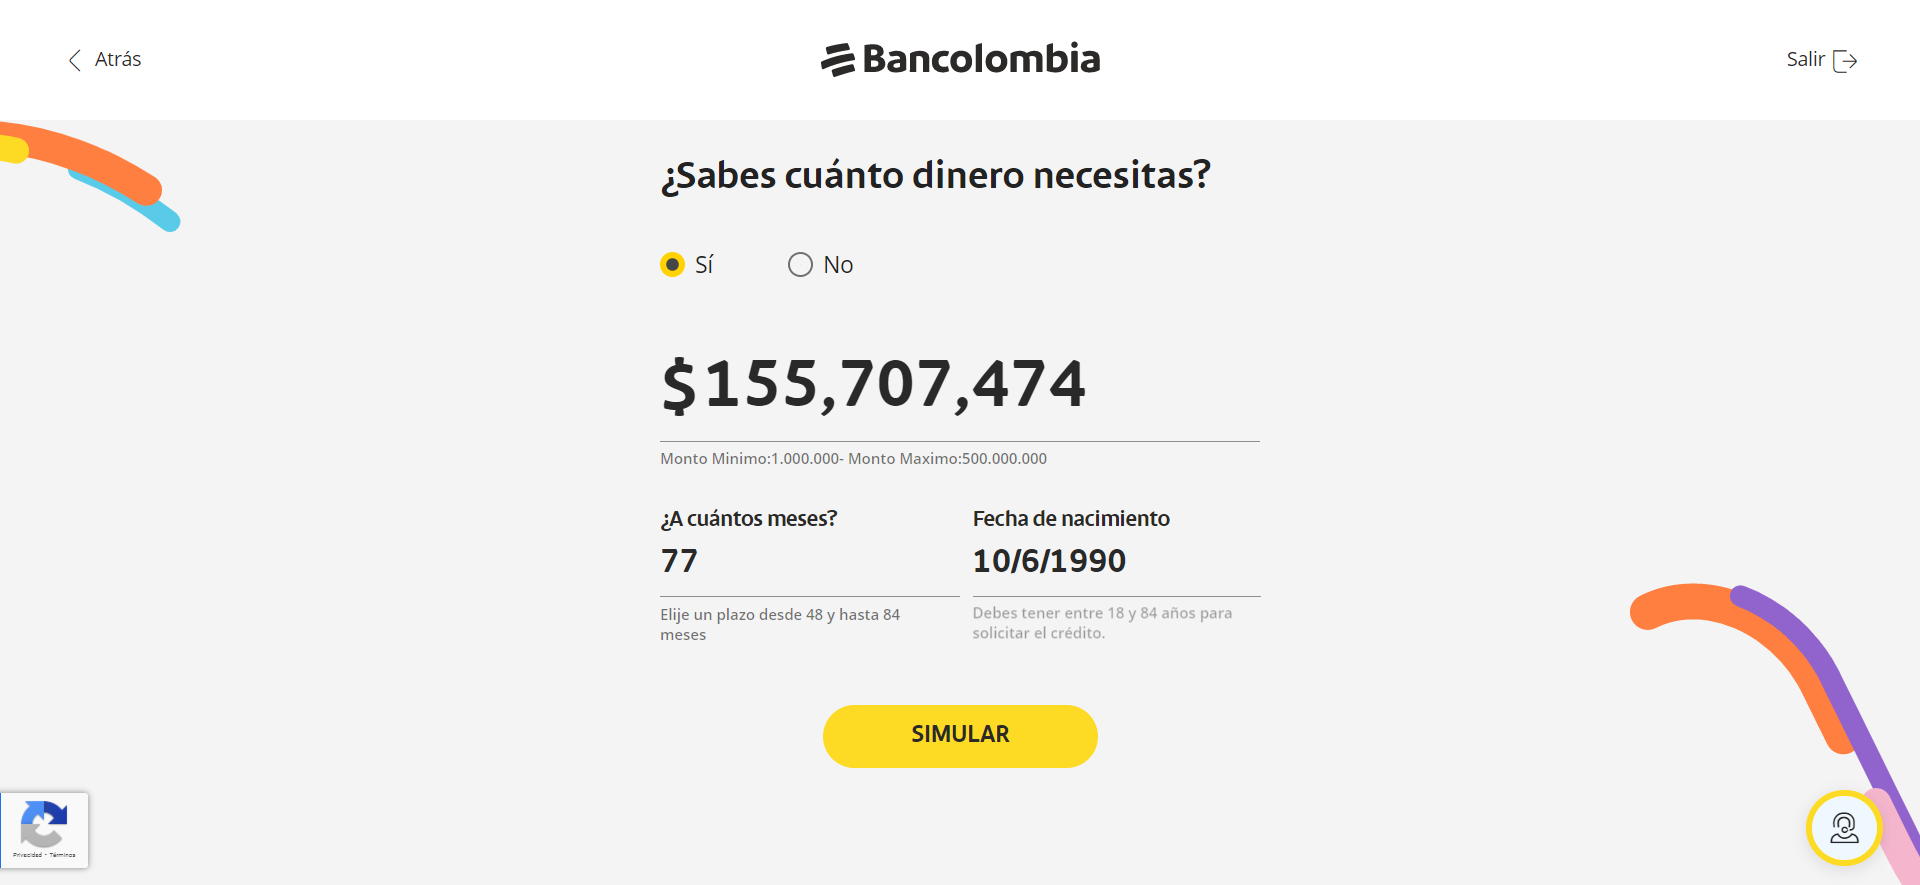 Atrás
Bancolombia
Salir
¿Sabes cuánto dinero necesitas?
Sí
No
$155,707,474
Monto Minimo:1.000.000- Monto Maximo:500.000.000
¿A cuántos meses?
77
Elije un plazo desde 48 y hasta 84
meses
Fecha de nacimiento
10/6/1990
Debes tener entre 18 y 84 años para
solicitar el crédito.
SIMULAR
Privacidad - Términos